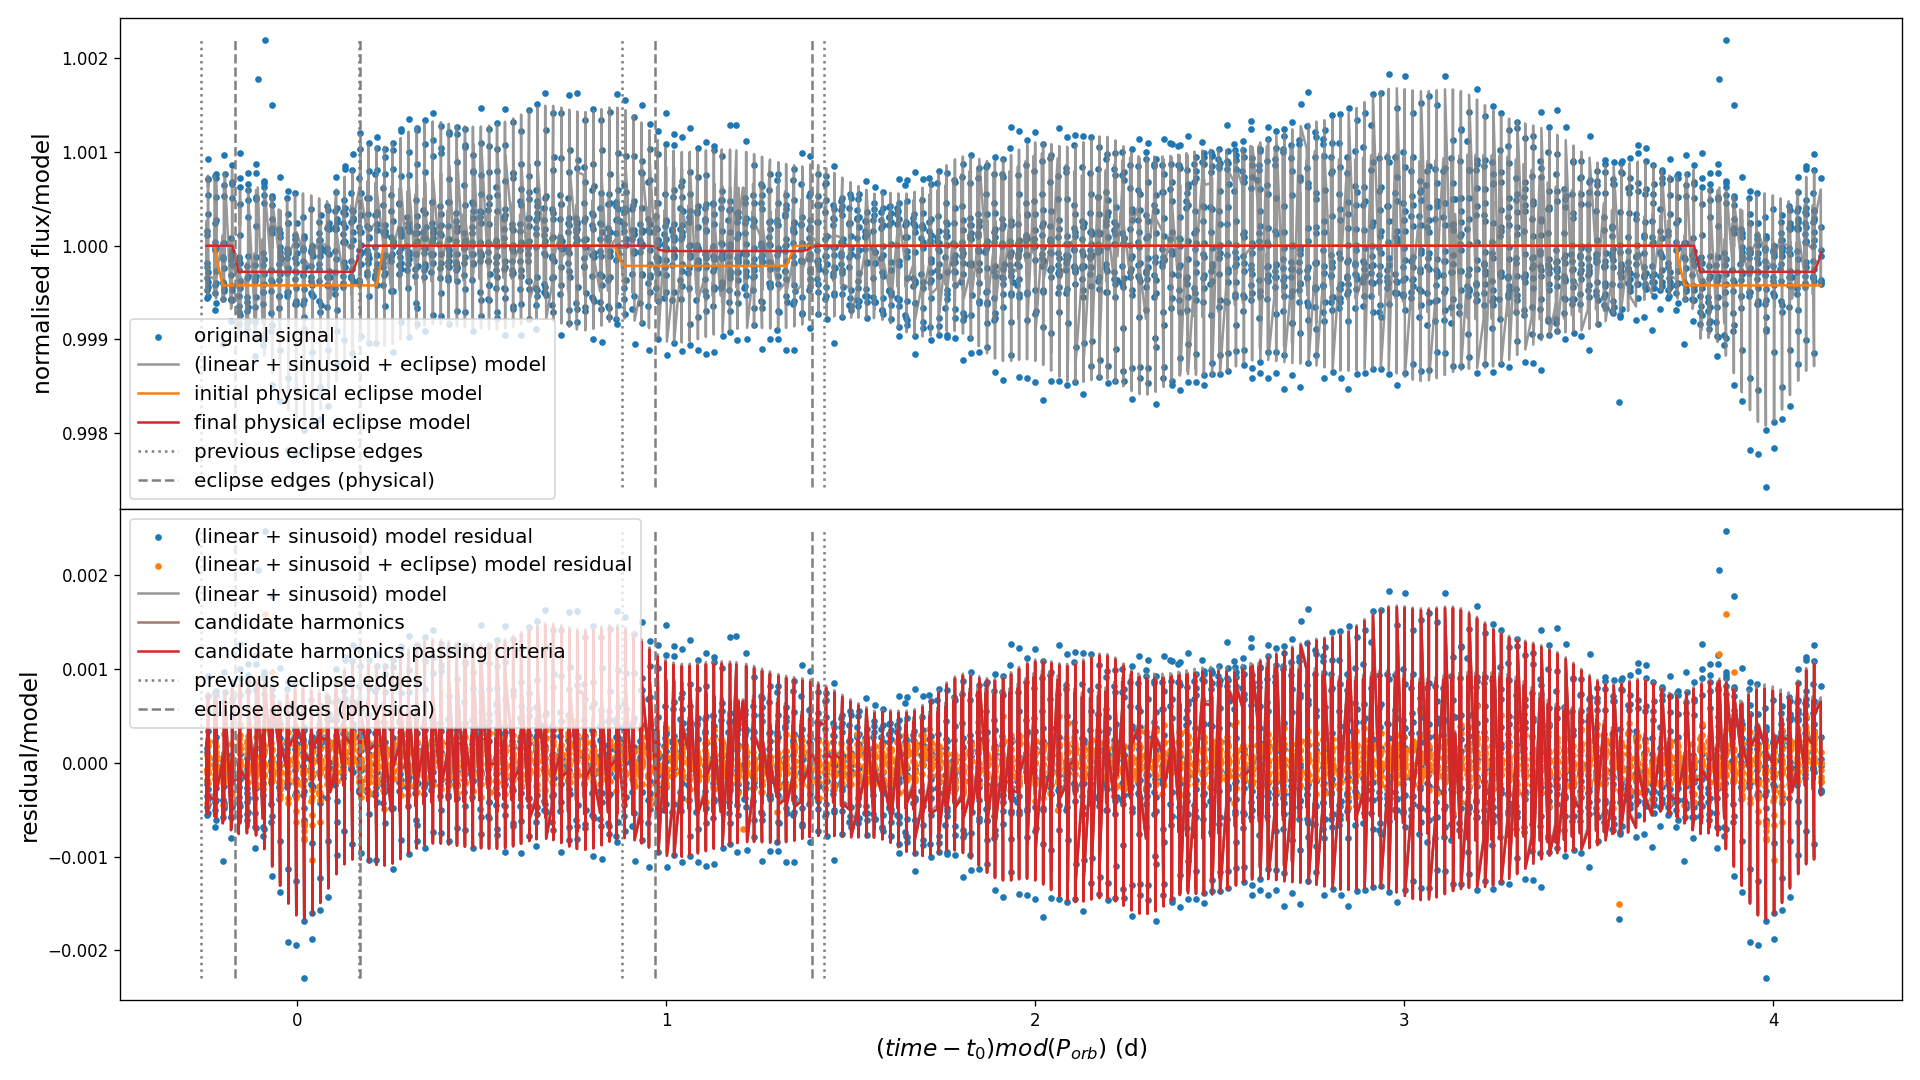 normalised flux/model
1.002
1.001
1.000
0.999
0.998
original signal
(linear + sinusoid + eclipse) model
initial physical eclipse model
final physical eclipse model
previous eclipse edges
eclipse edges (physical)
residual/model
0.002
0.001
0.000
−0.001
−0.002
(linear + sinusoid) model residual
(linear + sinusoid + eclipse) model residual
(linear + sinusoid) model
candidate harmonics
candidate harmonics passing criteria
previous eclipse edges
eclipse edges (physical)
0 1 2 3 4
(time − t₀)mod(Pₒᵣb) (d)